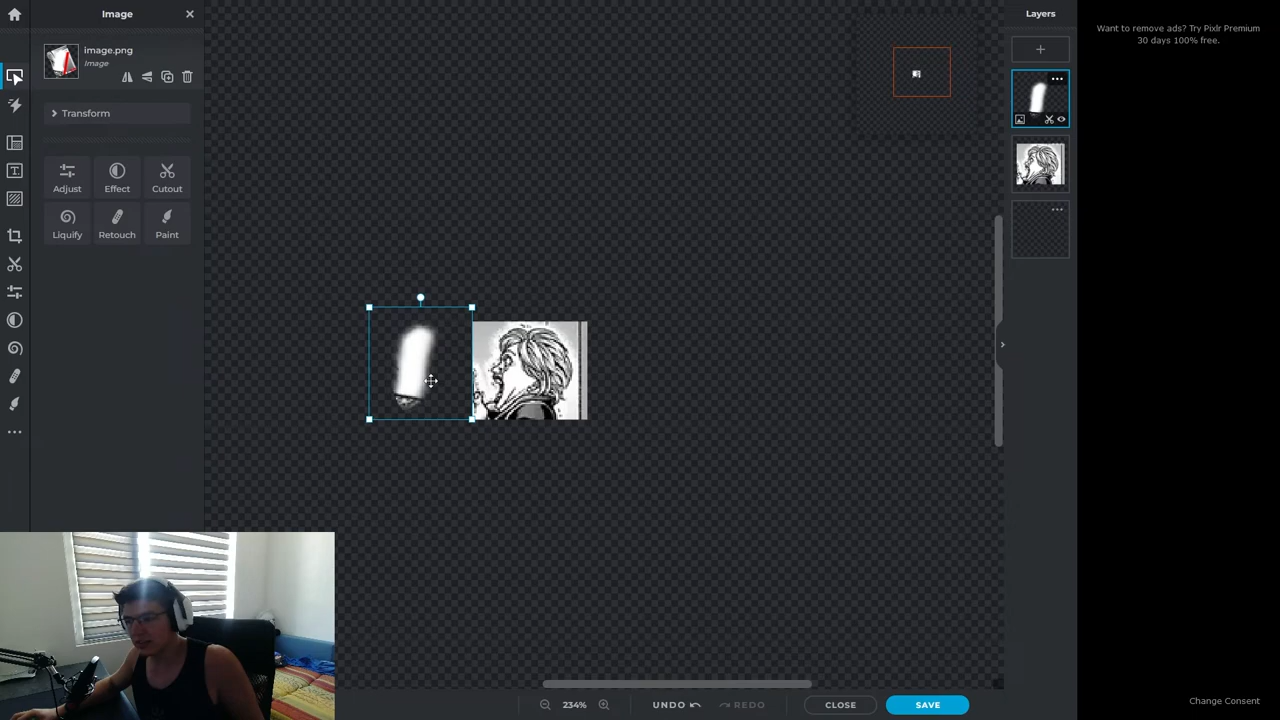 Image
image.png
Image
Transform
Adjust
Effect
Cutout
Liquify
Retouch
Paint
Layers
Want to remove ads? Try Pixlr Premium
30 days 100% free.
234%
UNDO
REDO
CLOSE
SAVE
Change Consent